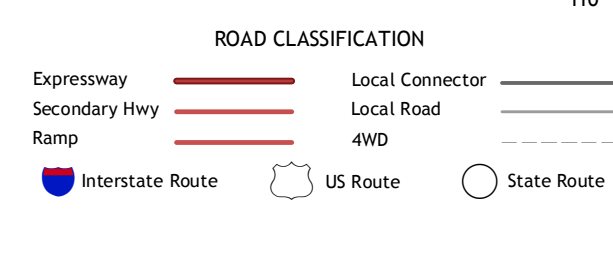 ROAD CLASSIFICATION
Expressway
Local Connector
Secondary Hwy
Local Road
Ramp
4WD
Interstate Route
US Route
State Route